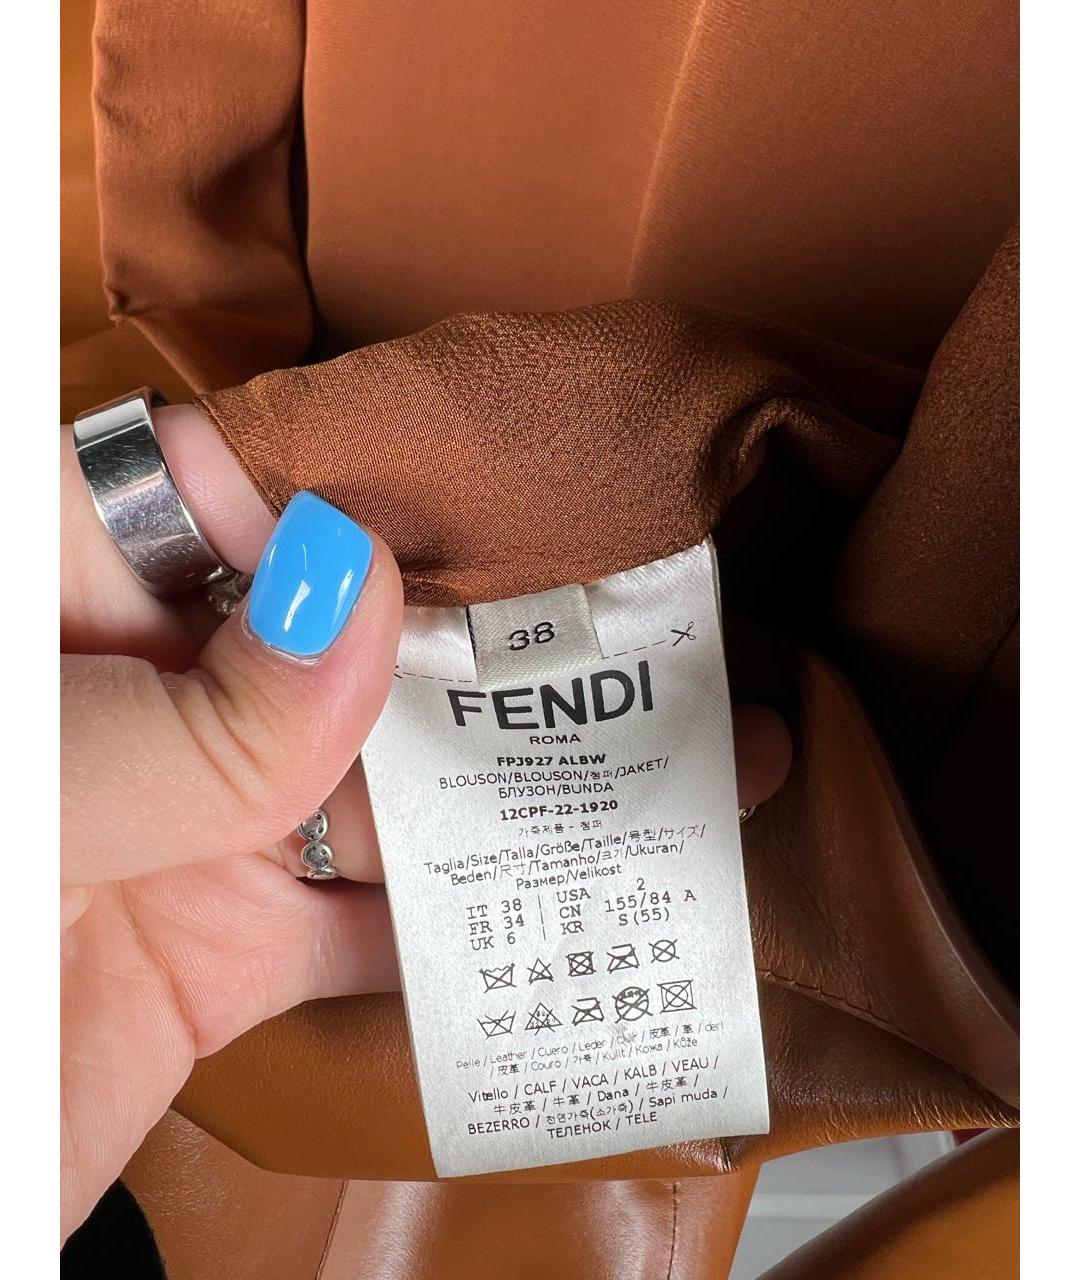 38
FENDI
ROMA
FPJ927 ALBW
BLOUSON/BLOUSON/점퍼/JAKET/
БЛУЗОН/BUNDA
12CPF-22-1920
가죽제품 - 점퍼
Taglia/Size/Talla/Größe/Taille/号型/サイズ/
Beden/尺寸/Tamanho/크기/Ukuran/
Размер/Velikost
IT 38
FR 34
UK 6
USA 2
CN 155/84 A
KR S(55)
Pelle / Leather / Cuero / Leder / Cuir / 皮革 / 革 / deri
/ 皮革 / Couro / 가죽 / Kulit / Кожа / Kůže
Vitello / CALF / VACA / KALB / VEAU /
牛皮革 / 牛革 / Dana / 牛皮革 /
BEZERRO / 천연가죽(소가죽) / Sapi muda /
ТЕЛЕНОК / TELE